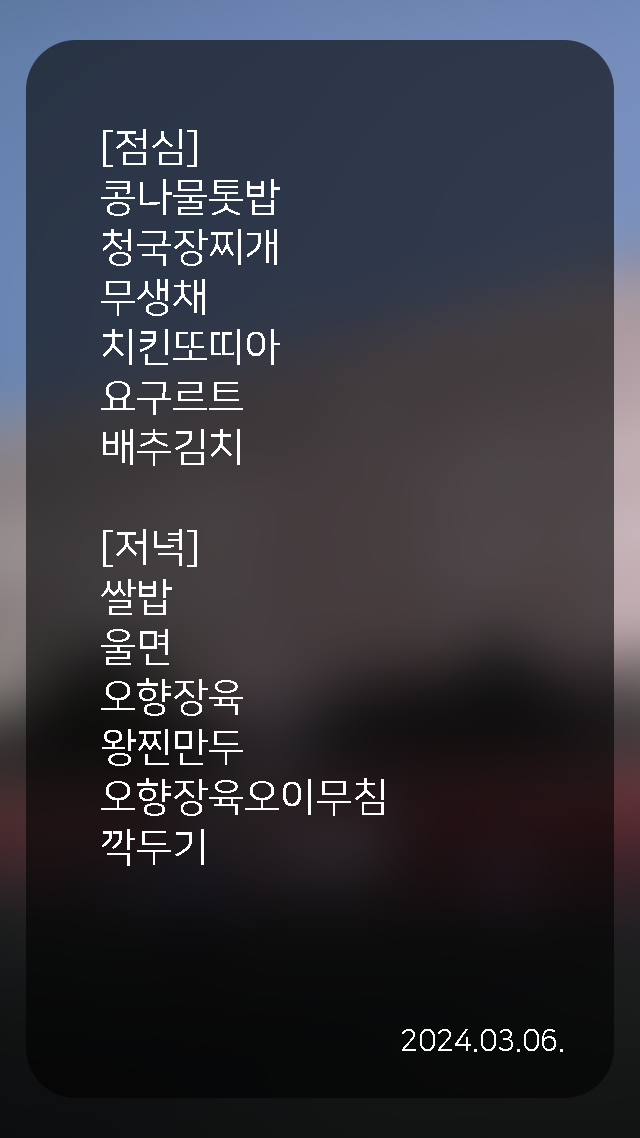 [점심]
콩나물톳밥
청국장찌개
무생채
치킨또띠아
요구르트
배추김치
[저녁]
쌀밥
울면
오향장육
왕찐만두
오향장육오이무침
깍두기
2024.03.06.